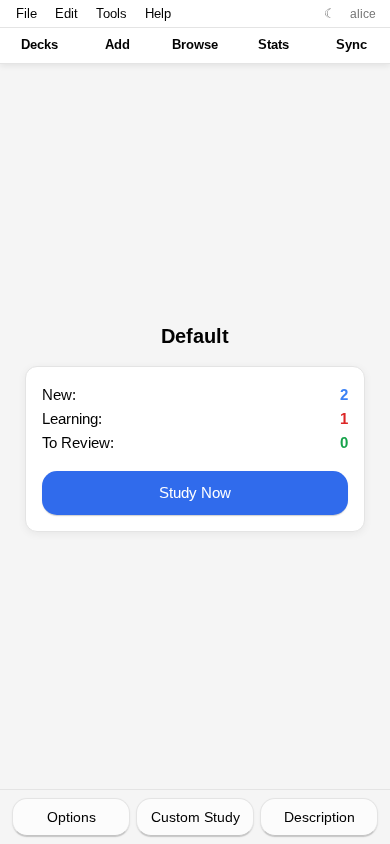 File Edit Tools Help alice
Decks Add Browse Stats Sync
Default
New: 2
Learning: 1
To Review: 0
Study Now
Options Custom Study Description